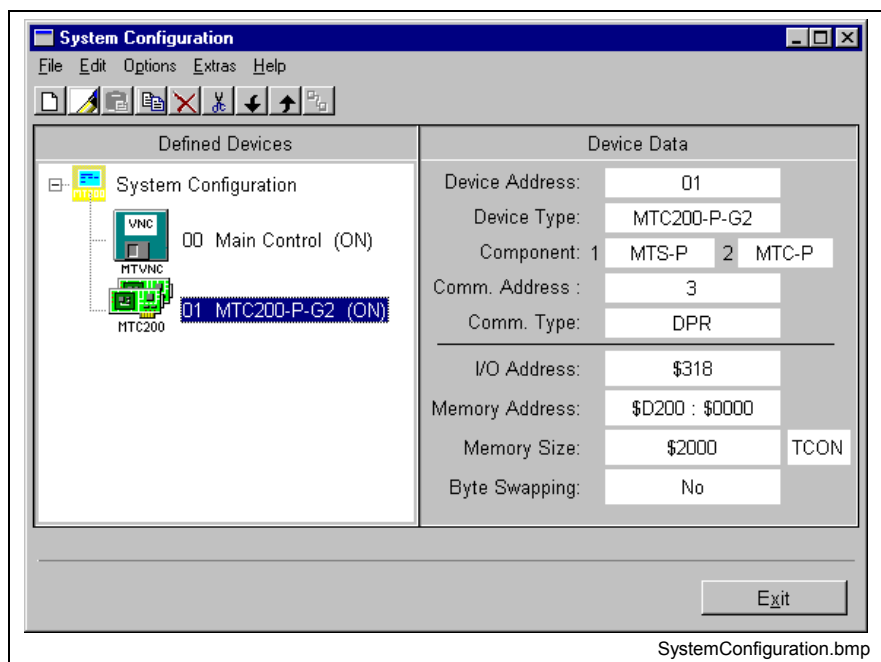 System Configuration
File Edit Options Extras Help
Defined Devices
Device Data
System Configuration
VNC
MTVNC
00 Main Control (ON)
MTC200
01 MTC200-P-G2 (ON)
Device Address: 01
Device Type: MTC200-P-G2
Component: 1 MTS-P 2 MTC-P
Comm. Address : 3
Comm. Type: DPR
I/O Address: $318
Memory Address: $D200 : $0000
Memory Size: $2000 TCON
Byte Swapping: No
Exit
SystemConfiguration.bmp